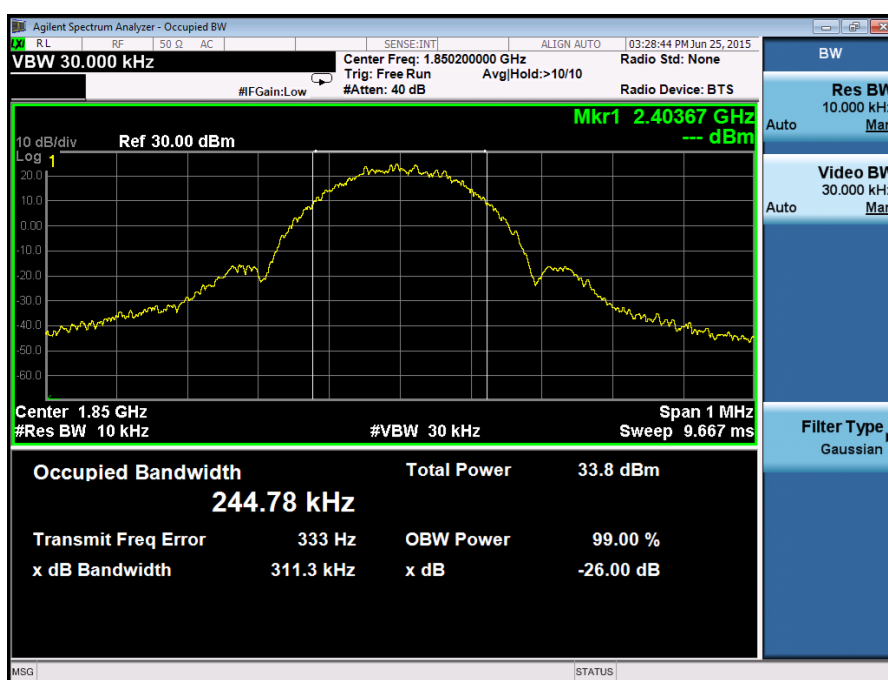 Agilent Spectrum Analyzer - Occupied BW
LXI RL RF 50 Ω AC SENSE:INT ALIGN AUTO 03:28:44 PM Jun 25, 2015
VBW 30.000 kHz
Center Freq: 1.850200000 GHz Radio Std: None
Trig: Free Run Avg|Hold:>10/10
#IFGain:Low #Atten: 40 dB Radio Device: BTS
Mkr1 2.40367 GHz
--- dBm
10 dB/div Ref 30.00 dBm
Log
1
20.0
10.0
0.00
-10.0
-20.0
-30.0
-40.0
-50.0
-60.0
Center 1.85 GHz Span 1 MHz
#Res BW 10 kHz #VBW 30 kHz Sweep 9.667 ms
Occupied Bandwidth Total Power 33.8 dBm
244.78 kHz
Transmit Freq Error 333 Hz OBW Power 99.00 %
x dB Bandwidth 311.3 kHz x dB -26.00 dB
MSG STATUS
BW
Res BW
10.000 kHz
Auto Man
Video BW
30.000 kHz
Auto Man
Filter Type
Gaussian